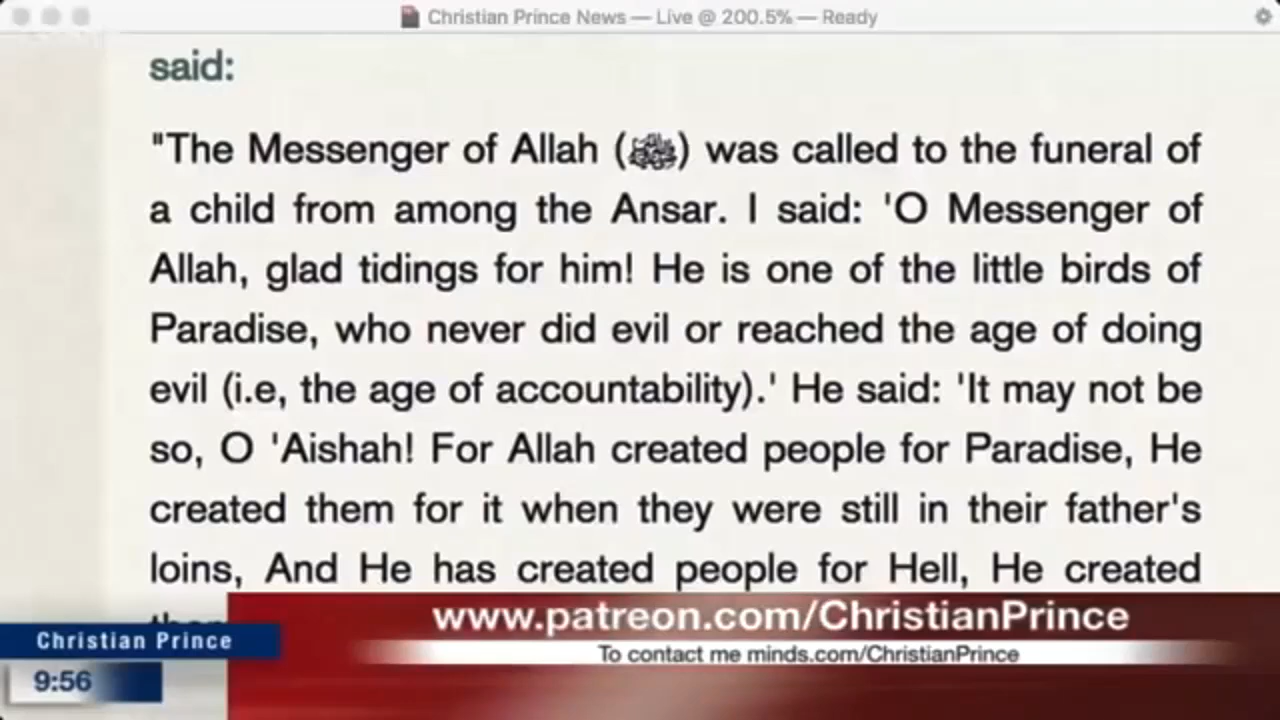 Christian Prince News — Live @ 200.5% — Ready
said:
"The Messenger of Allah (ﷺ) was called to the funeral of
a child from among the Ansar. I said: 'O Messenger of
Allah, glad tidings for him! He is one of the little birds of
Paradise, who never did evil or reached the age of doing
evil (i.e, the age of accountability).' He said: 'It may not be
so, O 'Aishah! For Allah created people for Paradise, He
created them for it when they were still in their father's
loins, And He has created people for Hell, He created
www.patreon.com/ChristianPrince
Christian Prince
To contact me minds.com/ChristianPrince
9:56